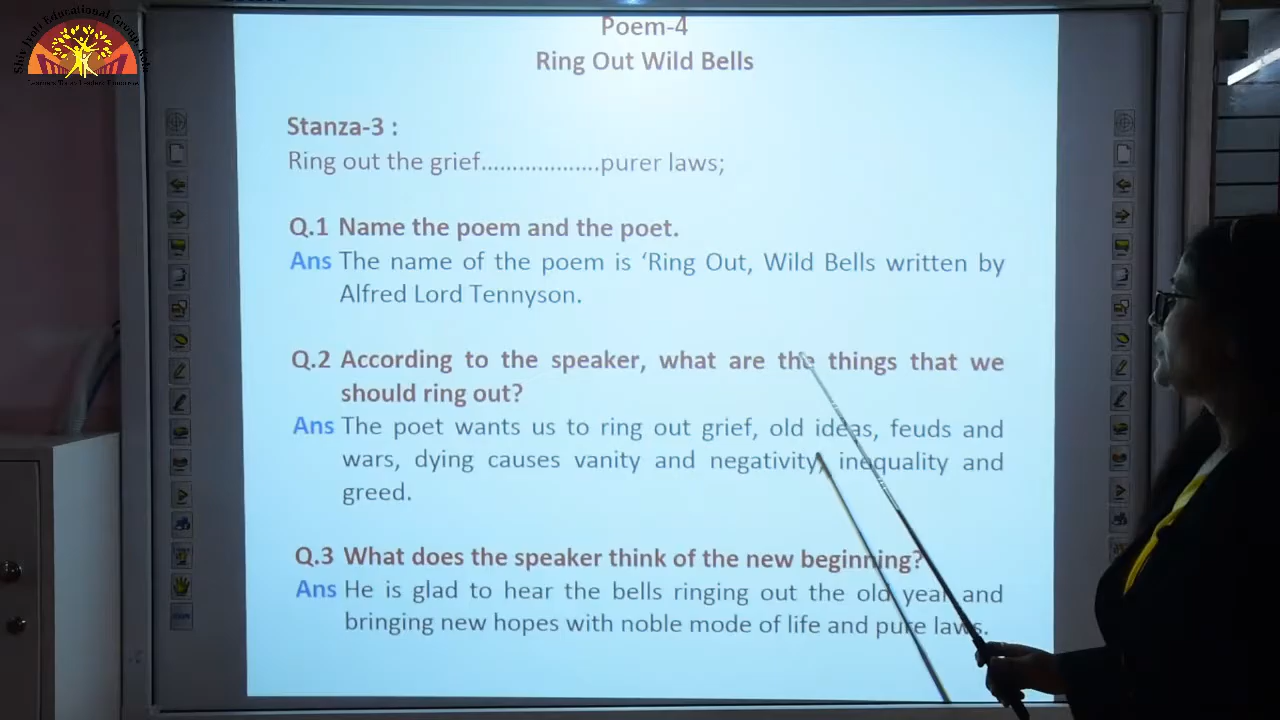 Shiv Jyoti Educational Group, Kota
Poem-4
Ring Out Wild Bells
Stanza-3 :
Ring out the grief...................purer laws;
Q.1 Name the poem and the poet.
Ans The name of the poem is ‘Ring Out, Wild Bells written by
Alfred Lord Tennyson.
Q.2 According to the speaker, what are the things that we
should ring out?
Ans The poet wants us to ring out grief, old ideas, feuds and
wars, dying causes vanity and negativity, inequality and
greed.
Q.3 What does the speaker think of the new beginning?
Ans He is glad to hear the bells ringing out the old year and
bringing new hopes with noble mode of life and pure laws.